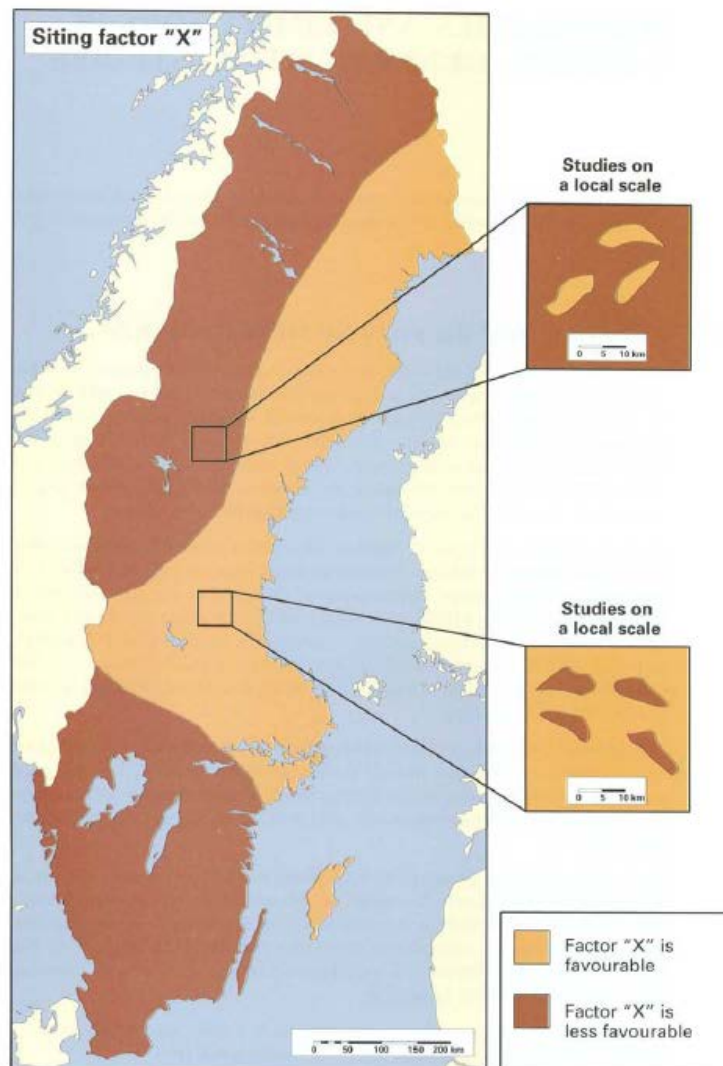 Siting factor "X"
Studies on
a local scale
0 5 10 km
Studies on
a local scale
0 5 10 km
Factor "X" is
favourable
Factor "X" is
less favourable
0 50 100 150 200 km